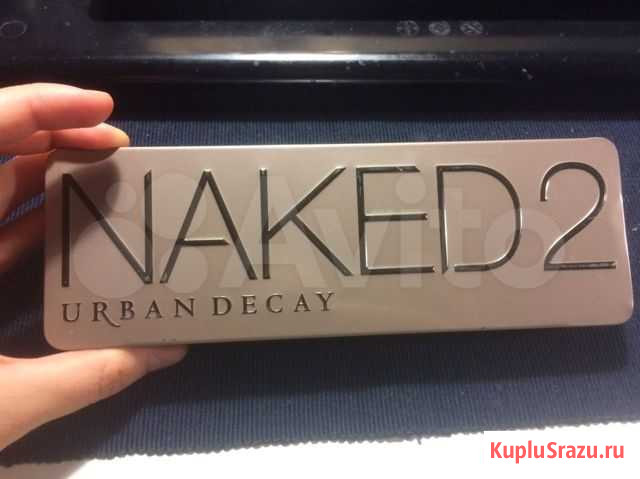 NAKED2
URBAN DECAY
Avito
KupluSrazu.ru